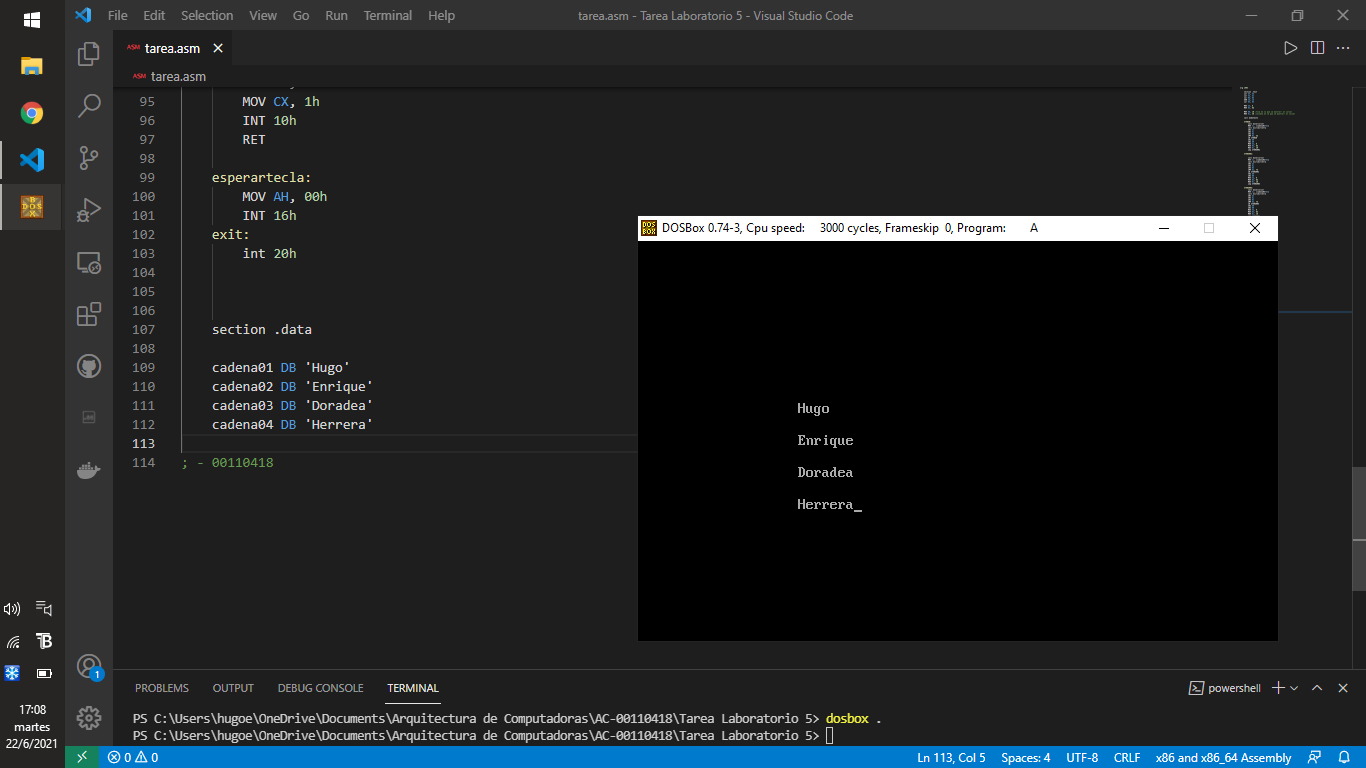 File Edit Selection View Go Run Terminal Help
tarea.asm - Tarea Laboratorio 5 - Visual Studio Code
ASM tarea.asm
ASM tarea.asm
95 MOV CX, 1h
96 INT 10h
97 RET
98
99 esperartecla:
100 MOV AH, 00h
101 INT 16h
102 exit:
103 int 20h
104
105
106
107 section .data
108
109 cadena01 DB 'Hugo'
110 cadena02 DB 'Enrique'
111 cadena03 DB 'Doradea'
112 cadena04 DB 'Herrera'
113
114 ; - 00110418
DOSBox 0.74-3, Cpu speed: 3000 cycles, Frameskip 0, Program: A
Hugo
Enrique
Doradea
Herrera_
PROBLEMS OUTPUT DEBUG CONSOLE TERMINAL
powershell
PS C:\Users\hugoe\OneDrive\Documents\Arquitectura de Computadoras\AC-00110418\Tarea Laboratorio 5> dosbox .
PS C:\Users\hugoe\OneDrive\Documents\Arquitectura de Computadoras\AC-00110418\Tarea Laboratorio 5>
1
17:08
martes
22/6/2021
0 0
Ln 113, Col 5 Spaces: 4 UTF-8 CRLF x86 and x86_64 Assembly